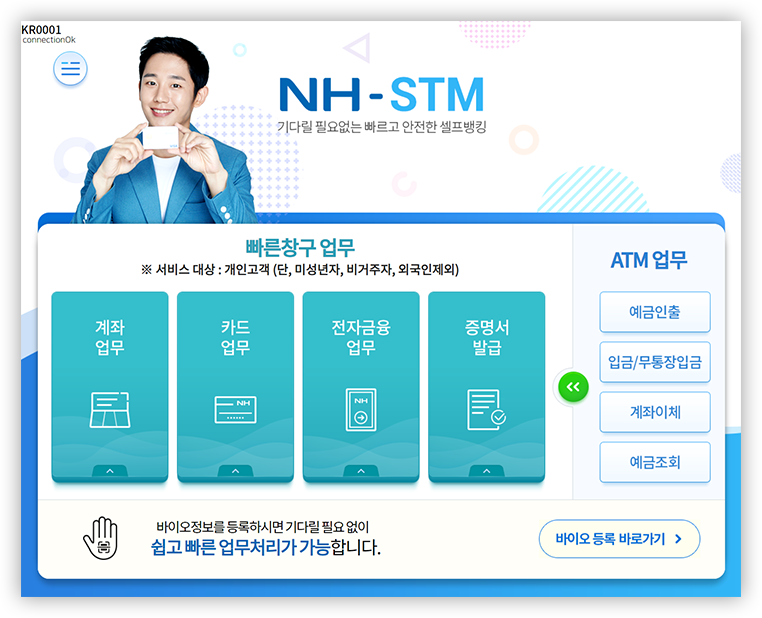 KR0001
connectionOk
NH-STM
기다릴 필요없는 빠르고 안전한 셀프뱅킹
빠른창구 업무
※ 서비스 대상 : 개인고객 (단, 미성년자, 비거주자, 외국인제외)
계좌
업무
카드
업무
NH
전자금융
업무
NH
증명서
발급
ATM 업무
예금인출
입금/무통장입금
계좌이체
예금조회
바이오정보를 등록하시면 기다릴 필요 없이
쉽고 빠른 업무처리가 가능합니다.
바이오 등록 바로가기